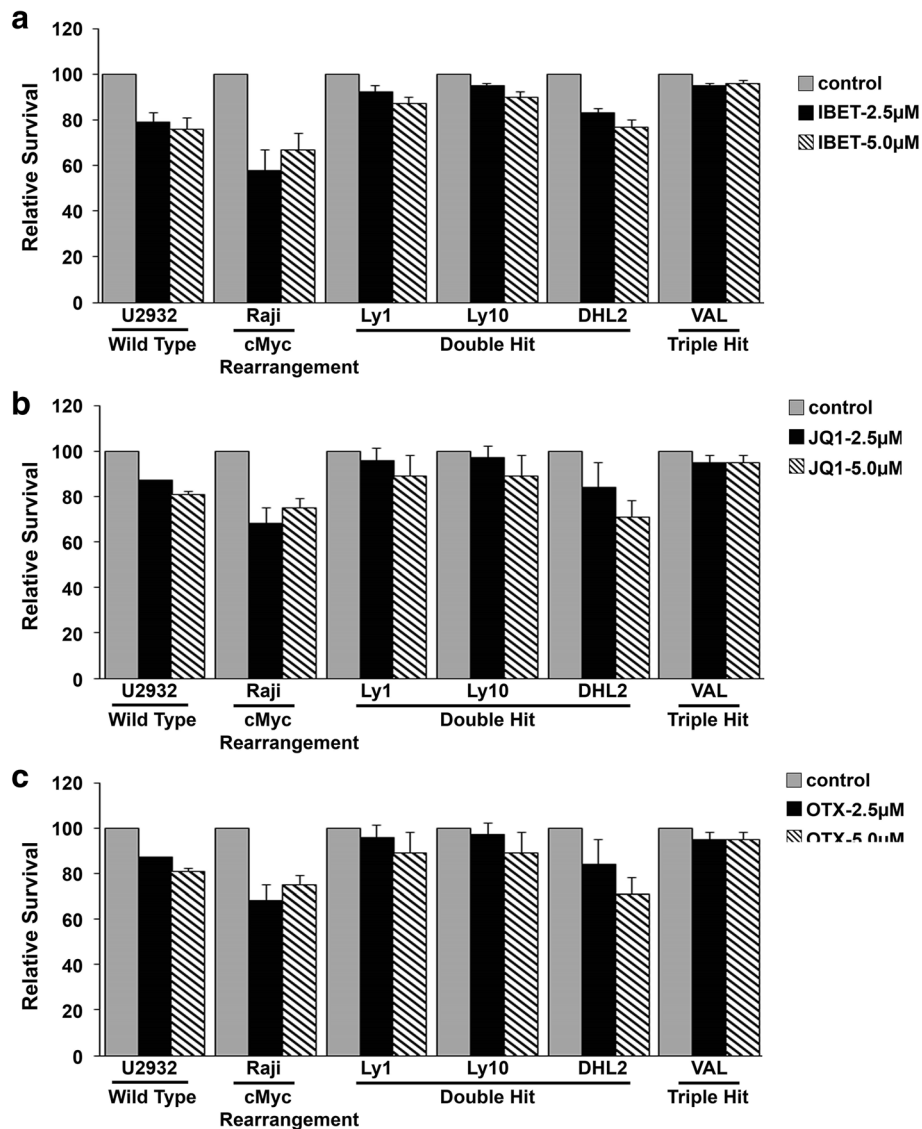 a
120
100
80
60
40
20
0
Relative Survival
control
IBET-2.5µM
IBET-5.0µM
U2932 Raji Ly1 Ly10 DHL2 VAL
Wild Type cMyc Rearrangement Double Hit Triple Hit
b
120
100
80
60
40
20
0
Relative Survival
control
JQ1-2.5µM
JQ1-5.0µM
U2932 Raji Ly1 Ly10 DHL2 VAL
Wild Type cMyc Rearrangement Double Hit Triple Hit
c
120
100
80
60
40
20
0
Relative Survival
control
OTX-2.5µM
OTX-5.0µM
U2932 Raji Ly1 Ly10 DHL2 VAL
Wild Type cMyc Rearrangement Double Hit Triple Hit